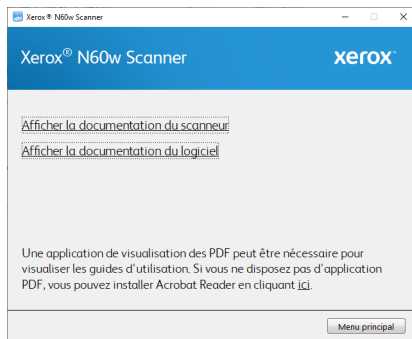 Xerox ® N60w Scanner
Xerox® N60w Scanner
xerox™
Afficher la documentation du scanneur
Afficher la documentation du logiciel
Une application de visualisation des PDF peut être nécessaire pour
visualiser les guides d'utilisation. Si vous ne disposez pas d'application
PDF, vous pouvez installer Acrobat Reader en cliquant ici.
Menu principal